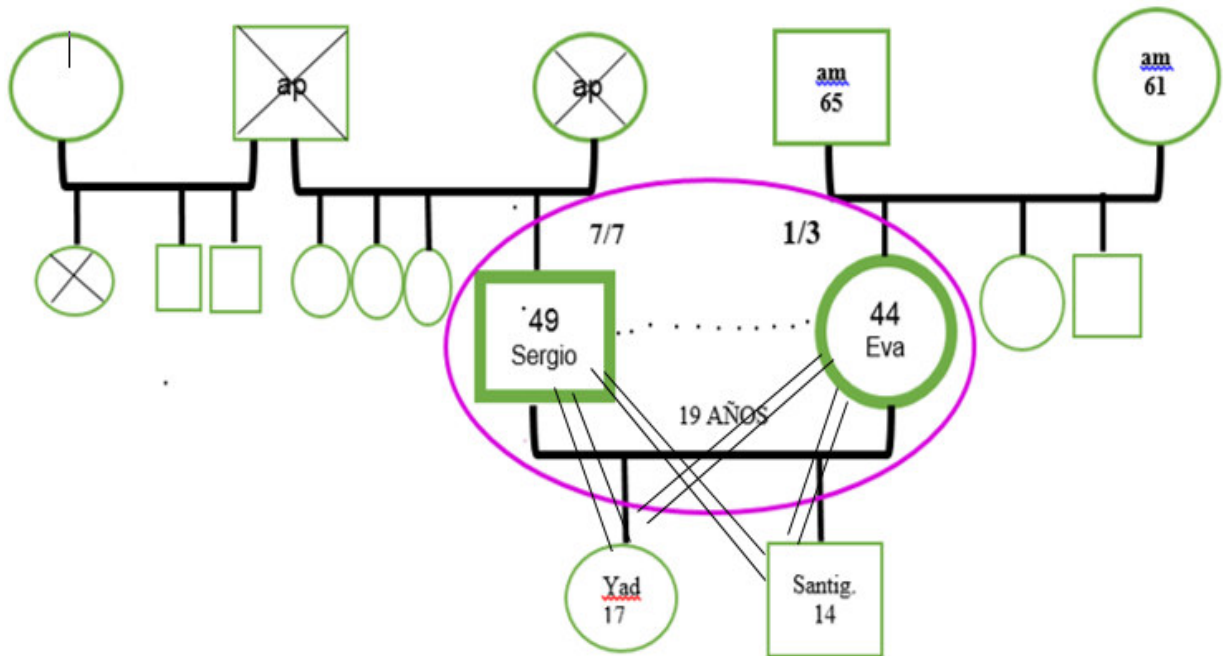 ap
ap
am
65
am
61
7/7
1/3
49
Sergio
44
Eva
19 AÑOS
Yad
17
Santig.
14